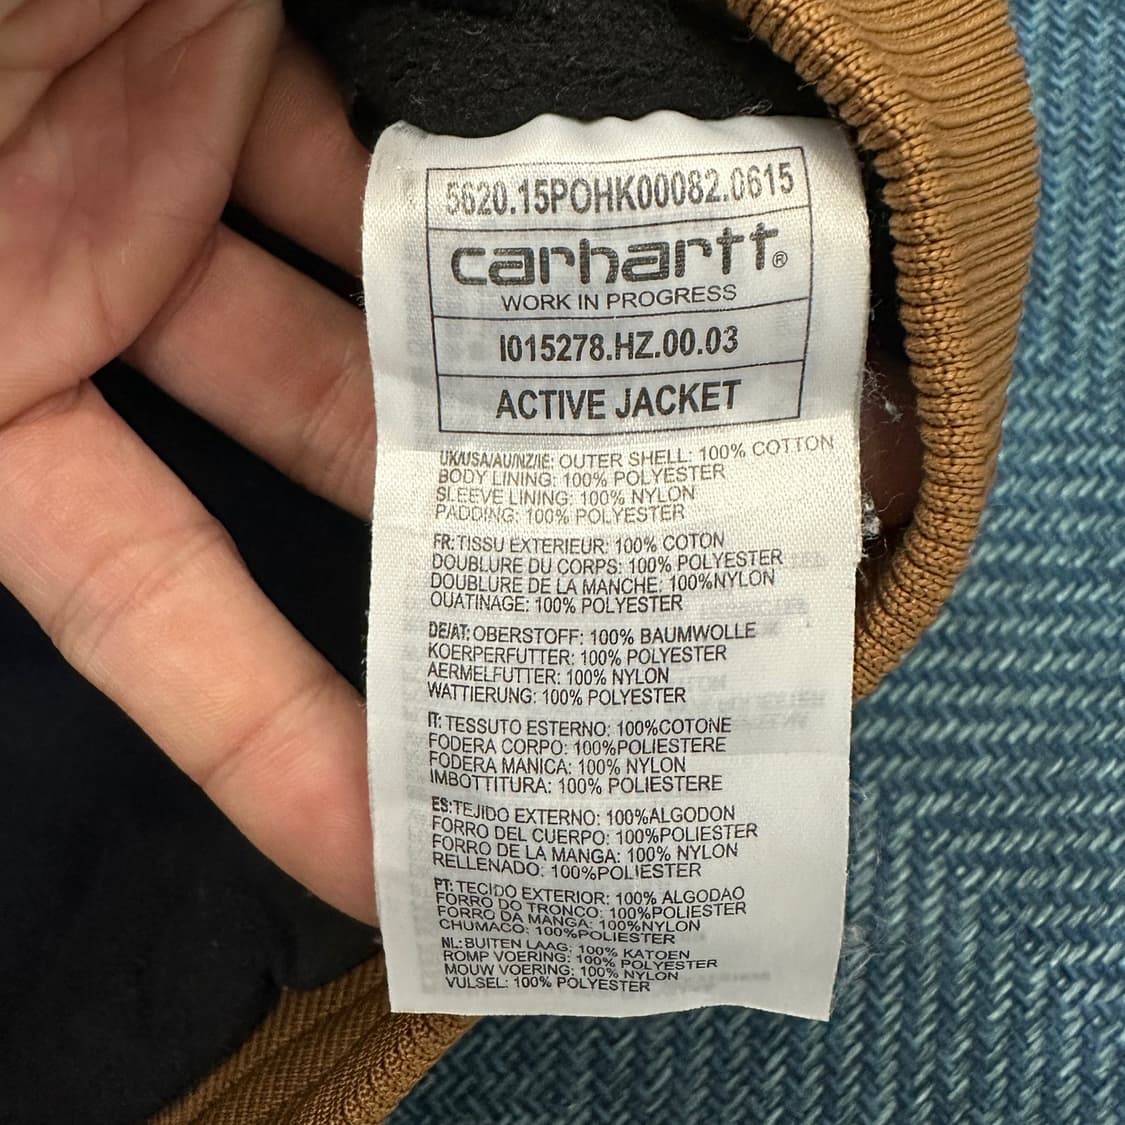 5620.15POHK00082.0615
carhartt®
WORK IN PROGRESS
I015278.HZ.00.03
ACTIVE JACKET
UK/USA/AU/NZ/IE: OUTER SHELL: 100% COTTON
BODY LINING: 100% POLYESTER
SLEEVE LINING: 100% NYLON
PADDING: 100% POLYESTER
FR: TISSU EXTERIEUR: 100% COTON
DOUBLURE DU CORPS: 100% POLYESTER
DOUBLURE DE LA MANCHE: 100%NYLON
OUATINAGE: 100% POLYESTER
DE/AT: OBERSTOFF: 100% BAUMWOLLE
KOERPERFUTTER: 100% POLYESTER
AERMELFUTTER: 100% NYLON
WATTIERUNG: 100% POLYESTER
IT: TESSUTO ESTERNO: 100%COTONE
FODERA CORPO: 100%POLIESTERE
FODERA MANICA: 100% NYLON
IMBOTTITURA: 100% POLIESTERE
ES:TEJIDO EXTERNO: 100%ALGODON
FORRO DEL CUERPO: 100%POLIESTER
FORRO DE LA MANGA: 100% NYLON
RELLENADO: 100%POLIESTER
PT: TECIDO EXTERIOR: 100% ALGODAO
FORRO DO TRONCO: 100%POLIESTER
FORRO DA MANGA: 100%NYLON
CHUMACO: 100%POLIESTER
NL: BUITEN LAAG: 100% KATOEN
ROMP VOERING: 100% POLYESTER
MOUW VOERING: 100% NYLON
VULSEL: 100% POLYESTER